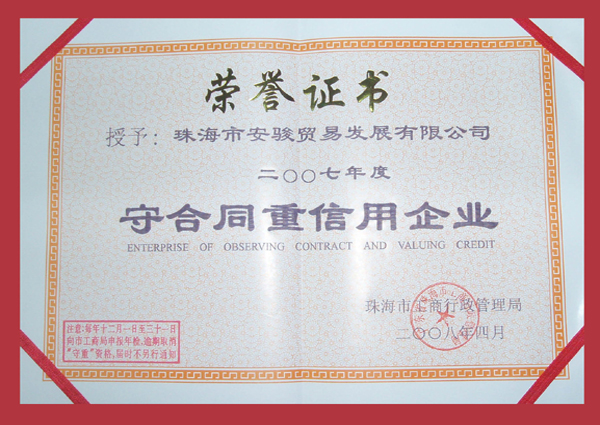 荣誉证书
授予：珠海市安骏贸易发展有限公司
二〇〇七年度
守合同重信用企业
ENTERPRISE OF OBSERVING CONTRACT AND VALUING CREDIT
珠海市工商行政管理局
二〇〇八年四月
注意：每年十二月一日至三十一日
向市工商局申报年检，逾期取消
“守重”资格，届时不另行通知